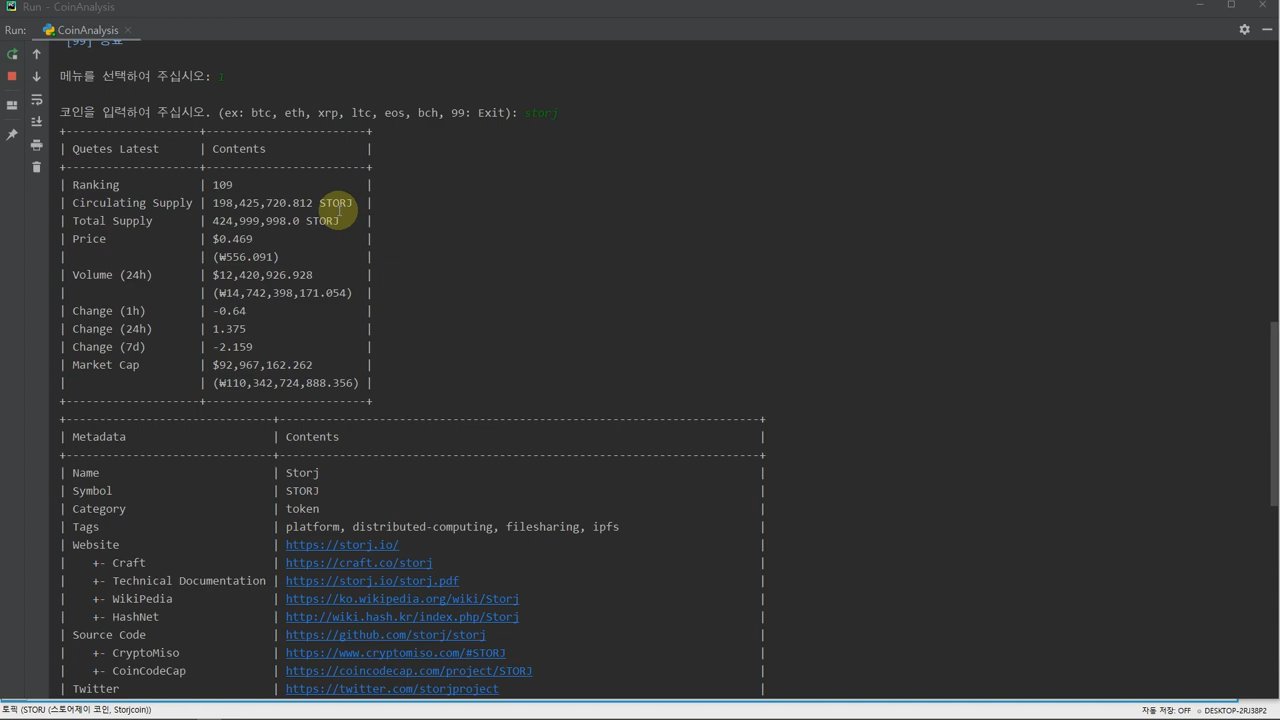 Run - CoinAnalysis
Run: CoinAnalysis
[99] 종료
메뉴를 선택하여 주십시오: 1
코인을 입력하여 주십시오. (ex: btc, eth, xrp, ltc, eos, bch, 99: Exit): storj
+--------------------+------------------------+
| Quetes Latest | Contents |
+--------------------+------------------------+
| Ranking | 109 |
| Circulating Supply | 198,425,720.812 STORJ |
| Total Supply | 424,999,998.0 STORJ |
| Price | $0.469 |
| | (₩556.091) |
| Volume (24h) | $12,420,926.928 |
| | (₩14,742,398,171.054) |
| Change (1h) | -0.64 |
| Change (24h) | 1.375 |
| Change (7d) | -2.159 |
| Market Cap | $92,967,162.262 |
| | (₩110,342,724,888.356) |
+--------------------+------------------------+
+-------------------------------+-----------------------------------------------------------------------+
| Metadata | Contents |
+-------------------------------+-----------------------------------------------------------------------+
| Name | Storj |
| Symbol | STORJ |
| Category | token |
| Tags | platform, distributed-computing, filesharing, ipfs |
| Website | https://storj.io/ |
| +- Craft | https://craft.co/storj |
| +- Technical Documentation | https://storj.io/storj.pdf |
| +- WikiPedia | https://ko.wikipedia.org/wiki/Storj |
| +- HashNet | http://wiki.hash.kr/index.php/Storj |
| Source Code | https://github.com/storj/storj |
| +- CryptoMiso | https://www.cryptomiso.com/#STORJ |
| +- CoinCodeCap | https://coincodecap.com/project/STORJ |
| Twitter | https://twitter.com/storjproject |
토픽 (STORJ (스토어제이 코인, Storjcoin)) 자동 저장: OFF ○ DESKTOP-2RJ38P2